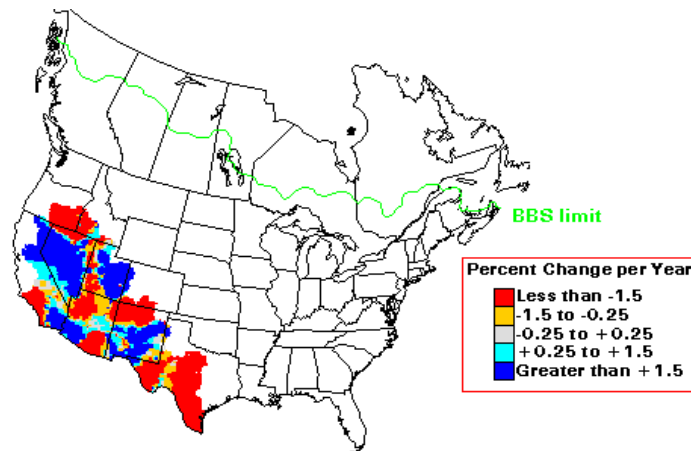 BBS limit
Percent Change per Year
Less than -1.5
-1.5 to -0.25
-0.25 to +0.25
+0.25 to +1.5
Greater than +1.5